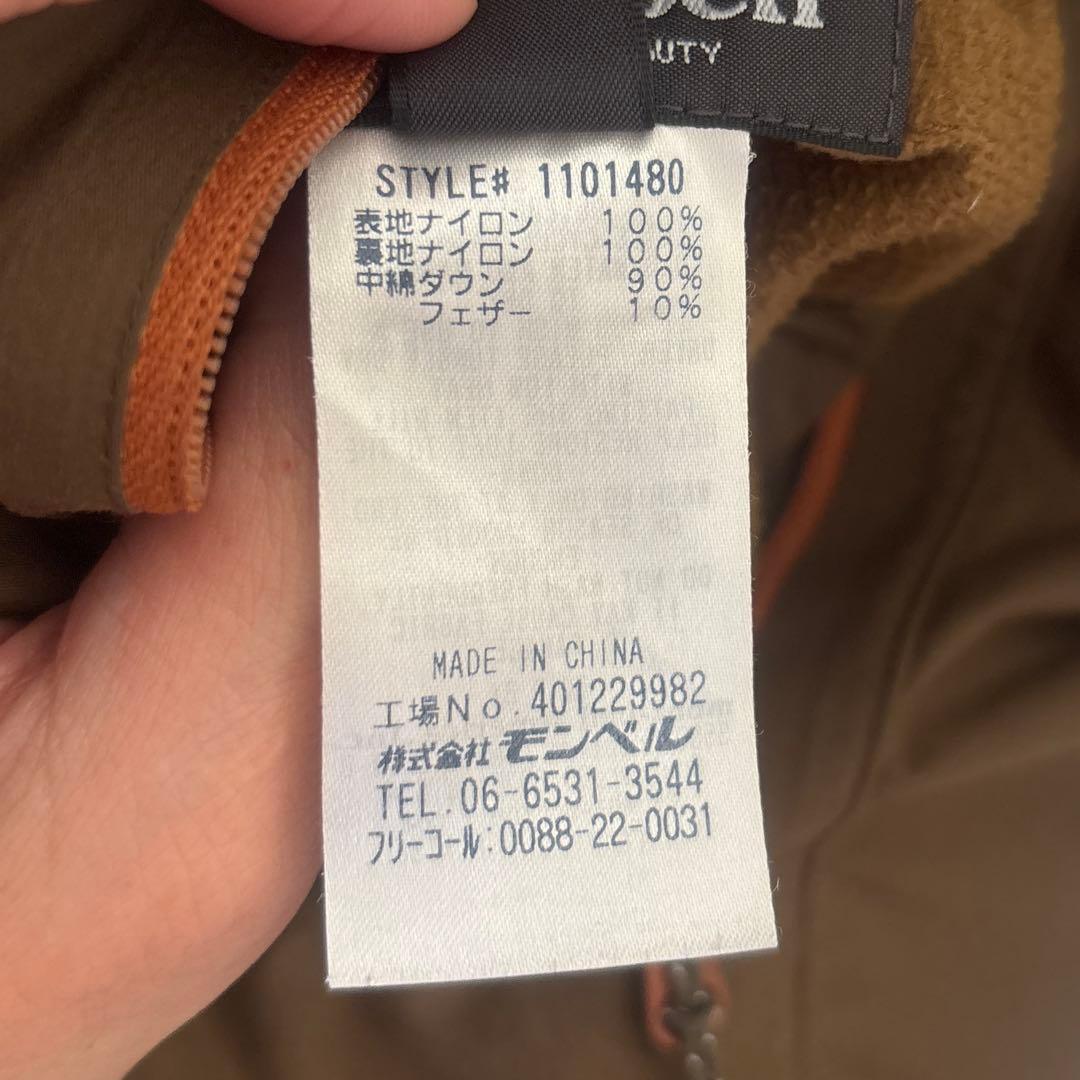 STYLE# 1101480
表地ナイロン 100%
裏地ナイロン 100%
中綿ダウン 90%
フェザー 10%
MADE IN CHINA
工場No.401229982
株式会社モンベル
TEL.06-6531-3544
フリーコール:0088-22-0031